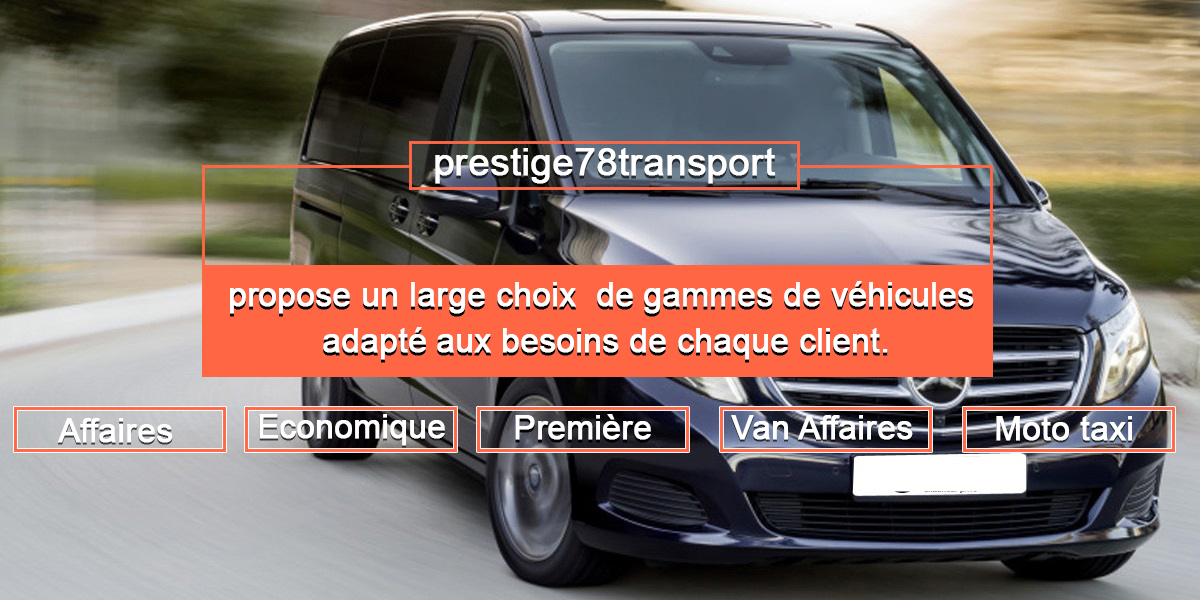 prestige78transport
propose un large choix de gammes de véhicules
adapté aux besoins de chaque client.
Affaires
Economique
Première
Van Affaires
Moto taxi